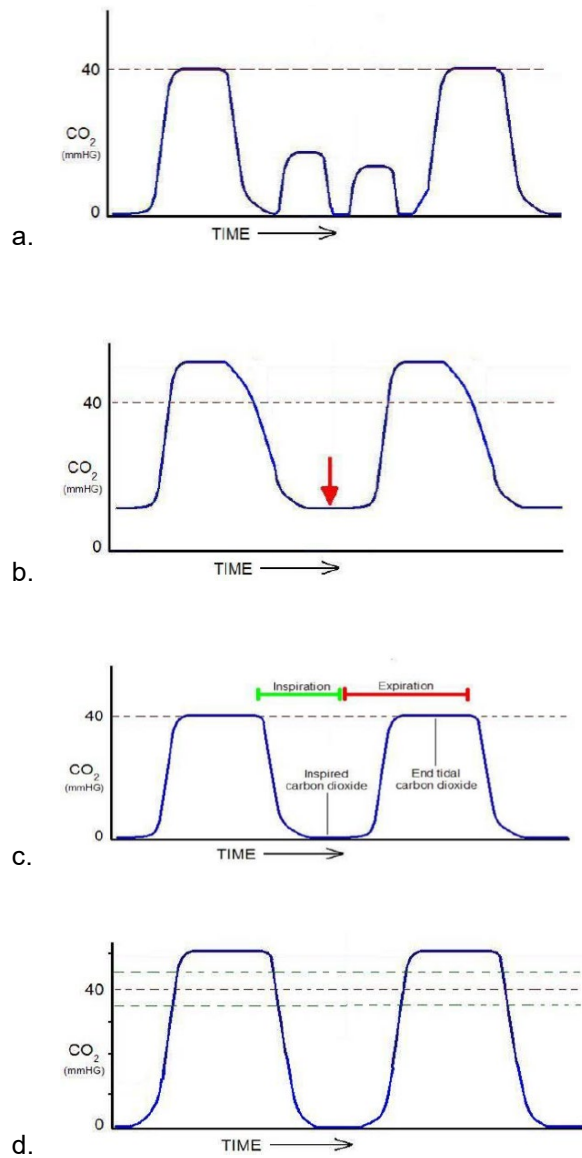 40
CO2
(mmHG)
0
TIME
a.
40
CO2
(mmHG)
0
TIME
b.
Inspiration
Expiration
40
CO2
(mmHG)
Inspired
carbon dioxide
End tidal
carbon dioxide
0
TIME
c.
40
CO2
(mmHG)
0
TIME
d.